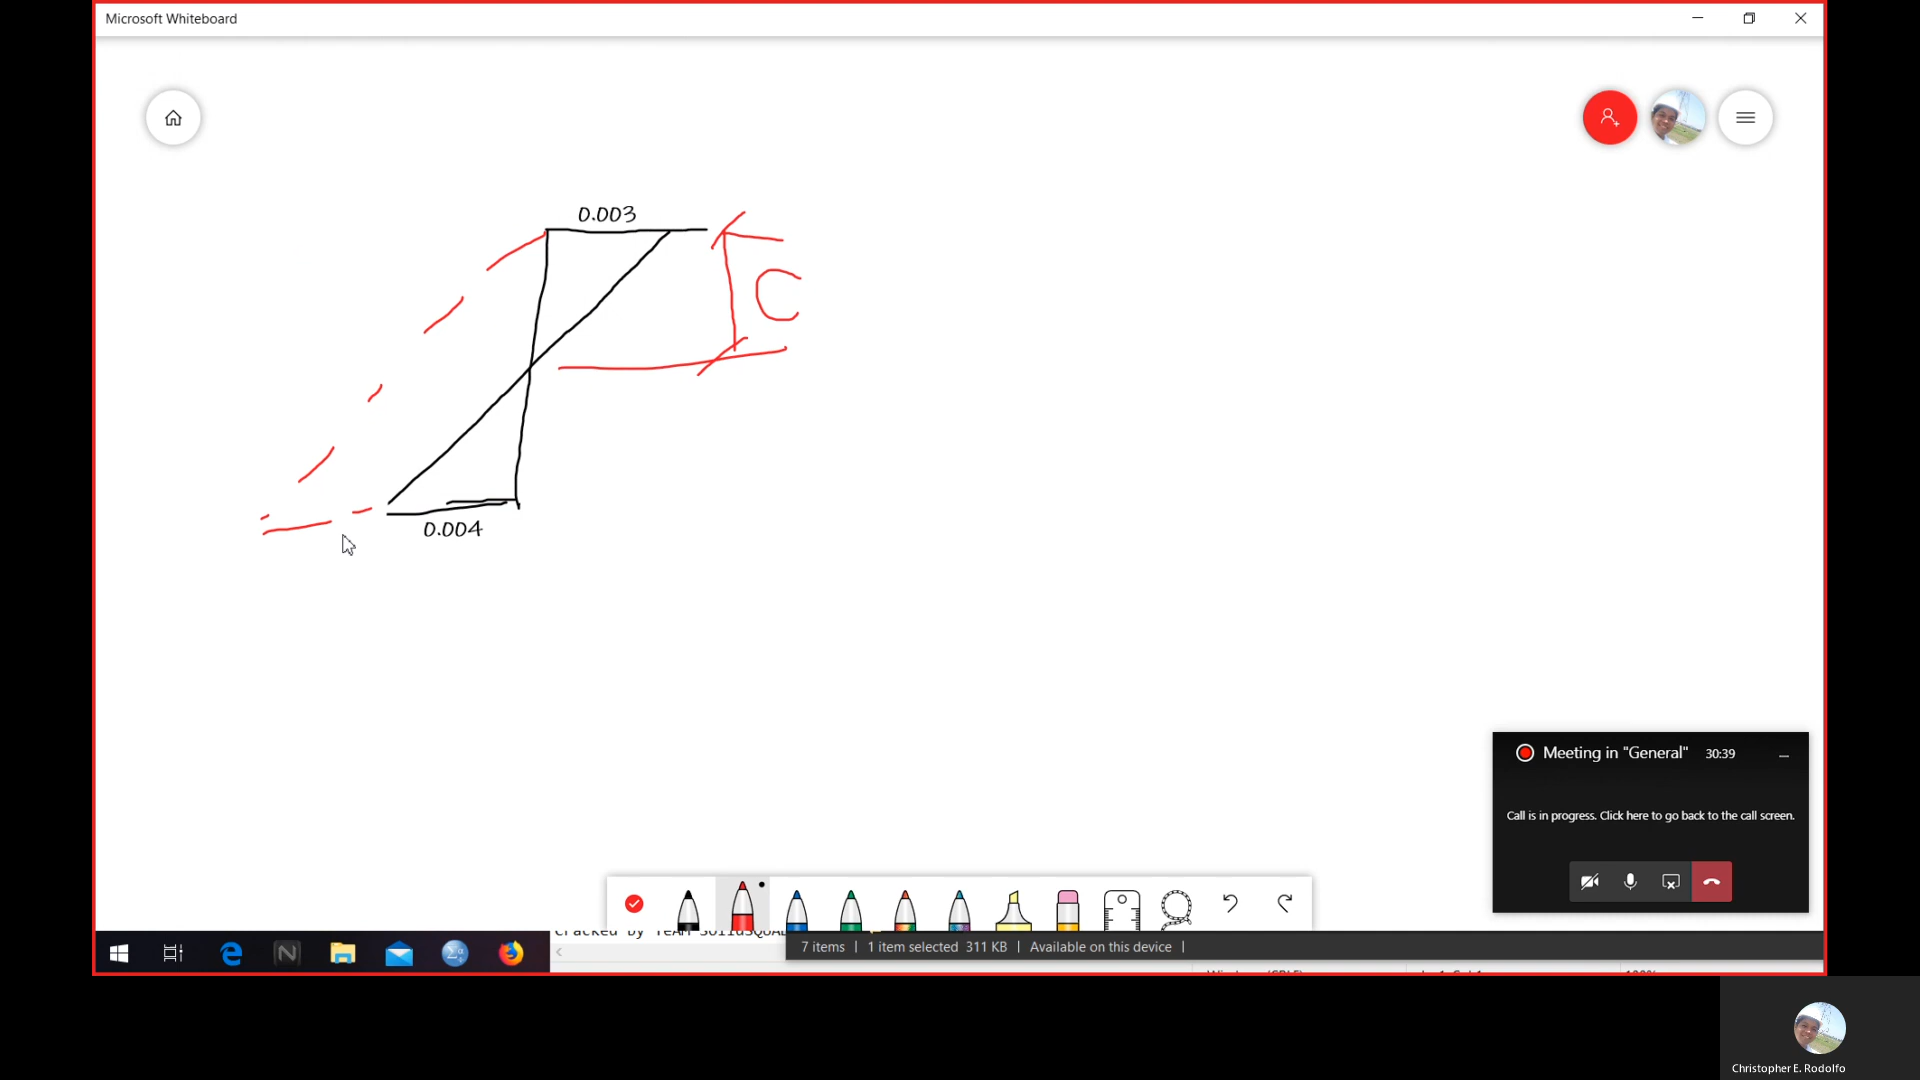 Microsoft Whiteboard
0.003
C
0.004
Meeting in "General" 30:39
Call is in progress. Click here to go back to the call screen.
7 items | 1 item selected 311 KB | Available on this device |
Christopher E. Rodolfo